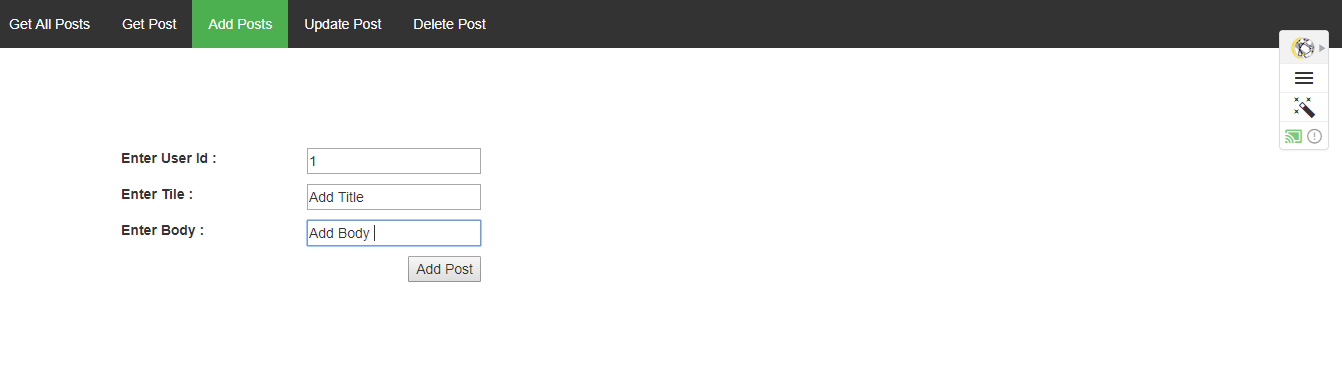 Get All Posts Get Post Add Posts Update Post Delete Post
Enter User Id : 1
Enter Tile : Add Title
Enter Body : Add Body
Add Post